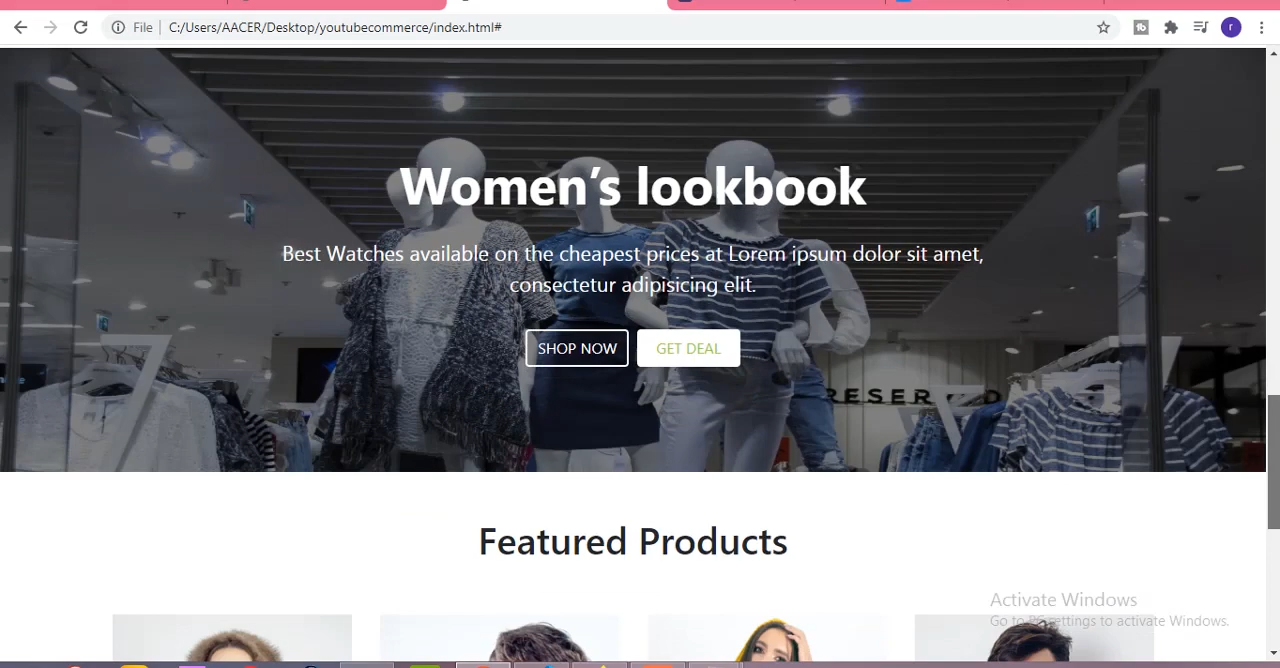 File
C:/Users/AACER/Desktop/youtubecommerce/index.html#
r
Women's lookbook
Best Watches available on the cheapest prices at Lorem ipsum dolor sit amet,
consectetur adipisicing elit.
SHOP NOW
GET DEAL
Featured Products
Activate Windows
Go to PC settings to activate Windows.